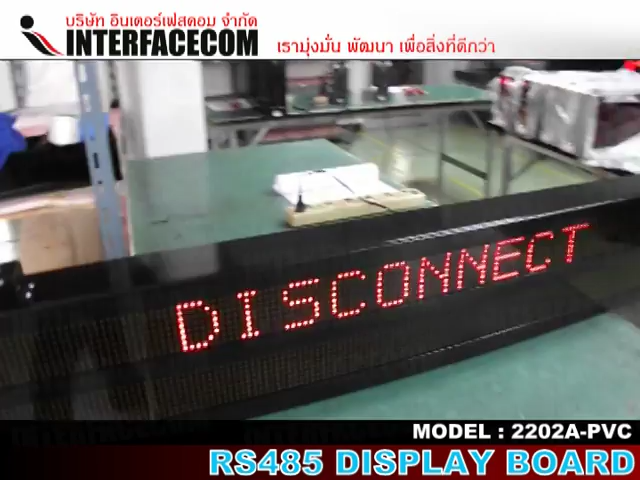 บริษัท อินเตอร์เฟสคอม จำกัด
INTERFACECOM
เรามุ่งมั่น พัฒนา เพื่อสิ่งที่ดีกว่า
DISCONNECT
MODEL : 2202A-PVC
RS485 DISPLAY BOARD